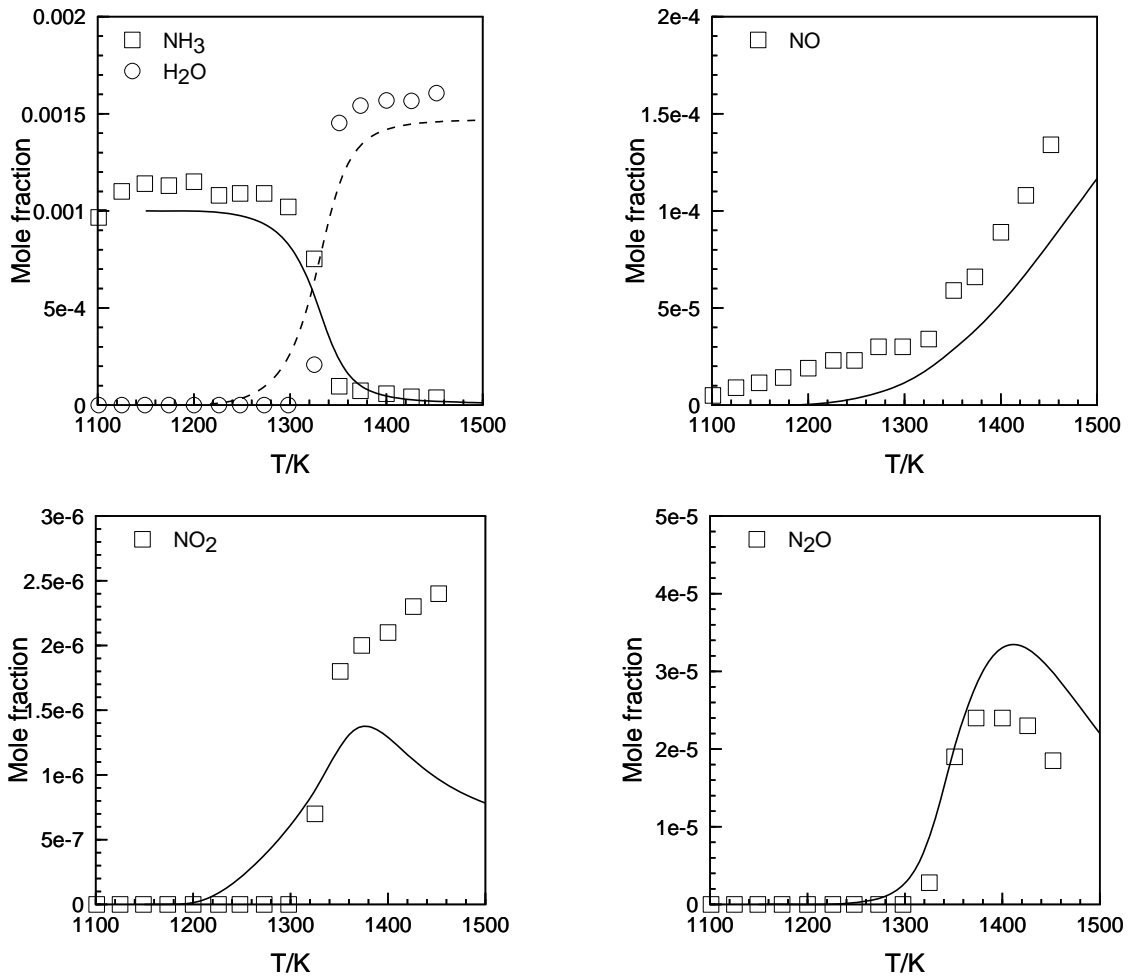 0.002
0.0015
0.001
5e-4
0
Mole fraction
NH3
H2O
1100 1200 1300 1400 1500
T/K
2e-4
1.5e-4
1e-4
5e-5
0
Mole fraction
NO
1100 1200 1300 1400 1500
T/K
3e-6
2.5e-6
2e-6
1.5e-6
1e-6
5e-7
0
Mole fraction
NO2
1100 1200 1300 1400 1500
T/K
5e-5
4e-5
3e-5
2e-5
1e-5
0
Mole fraction
N2O
1100 1200 1300 1400 1500
T/K